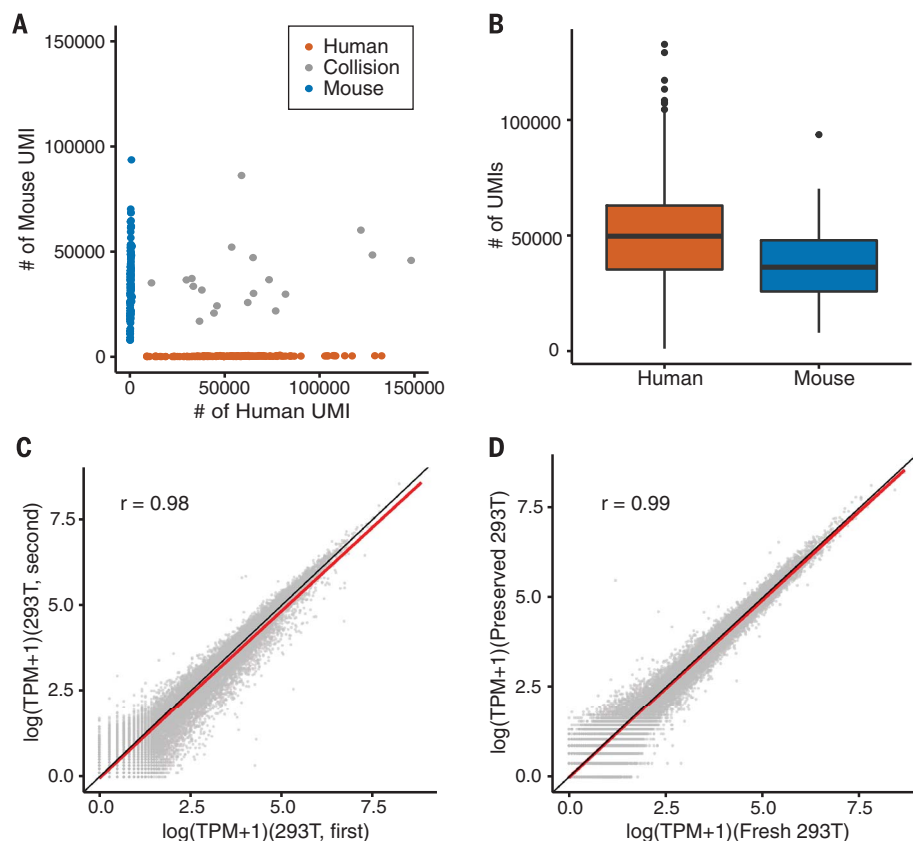 A
150000
100000
50000
0
# of Mouse UMI
Human
Collision
Mouse
0
50000
100000
150000
# of Human UMI
B
100000
50000
0
# of UMIs
Human
Mouse
C
r = 0.98
7.5
5.0
2.5
0.0
log(TPM+1)(293T, second)
0.0
2.5
5.0
7.5
log(TPM+1)(293T, first)
D
r = 0.99
7.5
5.0
2.5
0.0
log(TPM+1)(Preserved 293T)
0.0
2.5
5.0
7.5
log(TPM+1)(Fresh 293T)